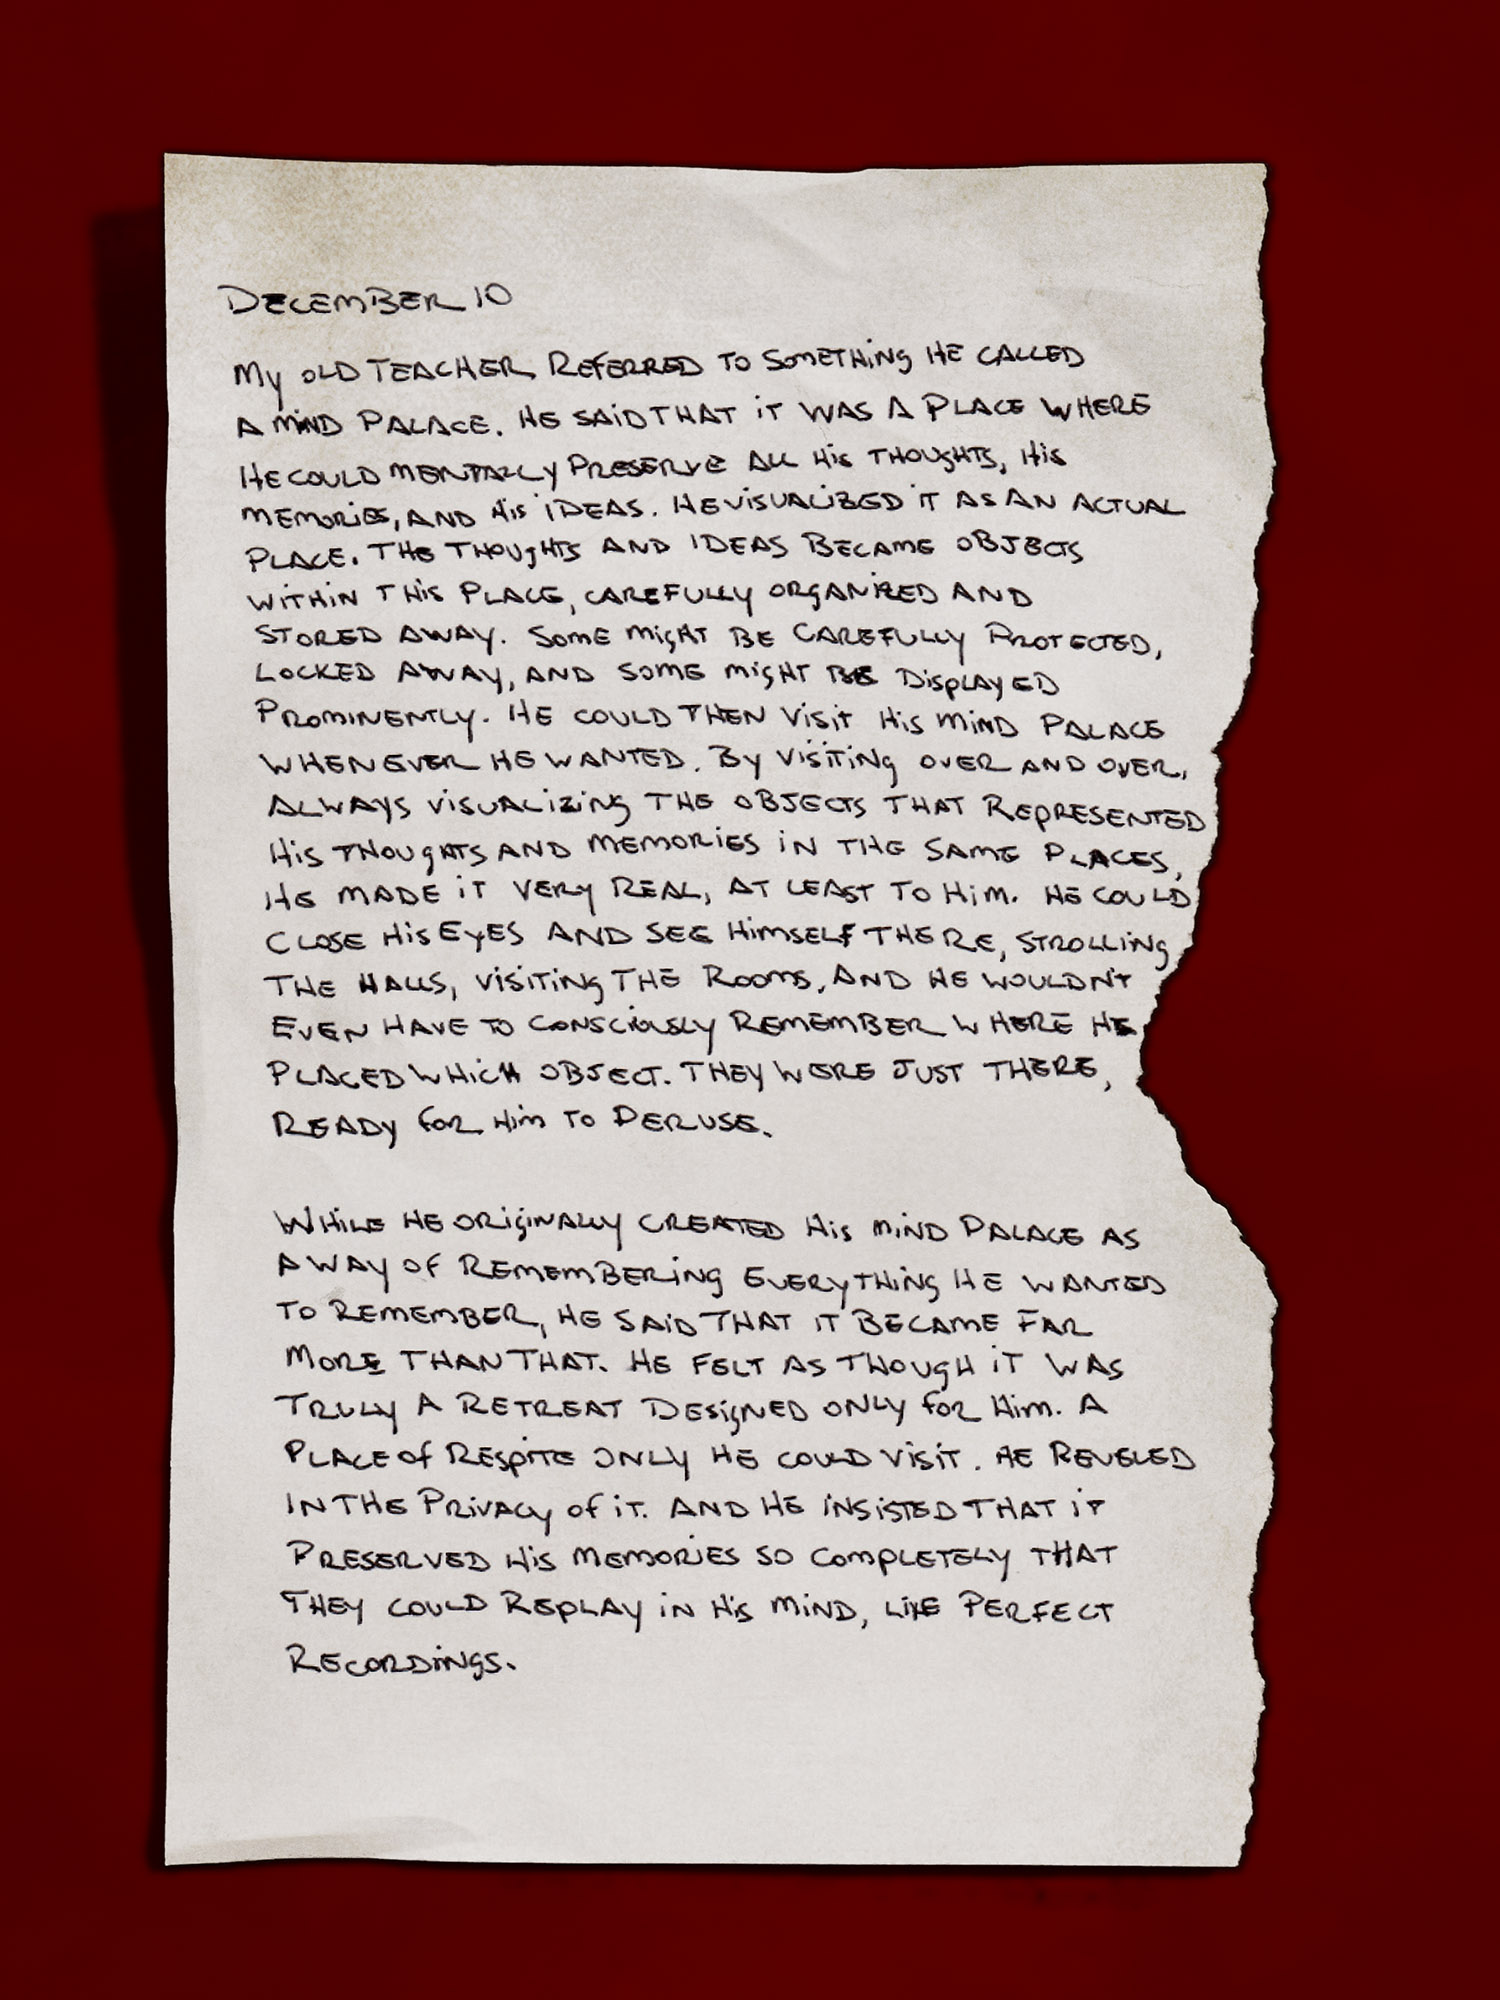 DECEMBER 10
MY OLD TEACHER REFERRED TO SOMETHING HE CALLED
A MIND PALACE. HE SAID THAT IT WAS A PLACE WHERE
HE COULD MENTALLY PRESERVE ALL HIS THOUGHTS, HIS
MEMORIES, AND HIS IDEAS. HE VISUALIZED IT AS AN ACTUAL
PLACE. THE THOUGHTS AND IDEAS BECAME OBJECTS
WITHIN THIS PLACE, CAREFULLY ORGANIZED AND
STORED AWAY. SOME MIGHT BE CAREFULLY PROTECTED,
LOCKED AWAY, AND SOME MIGHT BE DISPLAYED
PROMINENTLY. HE COULD THEN VISIT HIS MIND PALACE
WHENEVER HE WANTED. BY VISITING OVER AND OVER,
ALWAYS VISUALIZING THE OBJECTS THAT REPRESENTED
HIS THOUGHTS AND MEMORIES IN THE SAME PLACES,
HE MADE IT VERY REAL, AT LEAST TO HIM. HE COULD
CLOSE HIS EYES AND SEE HIMSELF THERE, STROLLING
THE HALLS, VISITING THE ROOMS, AND HE WOULDN'T
EVEN HAVE TO CONSCIOUSLY REMEMBER WHERE HE
PLACED WHICH OBJECT. THEY WERE JUST THERE,
READY FOR HIM TO PERUSE.
WHILE HE ORIGINALLY CREATED HIS MIND PALACE AS
A WAY OF REMEMBERING EVERYTHING HE WANTED
TO REMEMBER, HE SAID THAT IT BECAME FAR
MORE THAN THAT. HE FELT AS THOUGH IT WAS
TRULY A RETREAT DESIGNED ONLY FOR HIM. A
PLACE OF RESPITE ONLY HE COULD VISIT. HE REVELED
IN THE PRIVACY OF IT. AND HE INSISTED THAT IT
PRESERVED HIS MEMORIES SO COMPLETELY THAT
THEY COULD REPLAY IN HIS MIND, LIKE PERFECT
RECORDINGS.